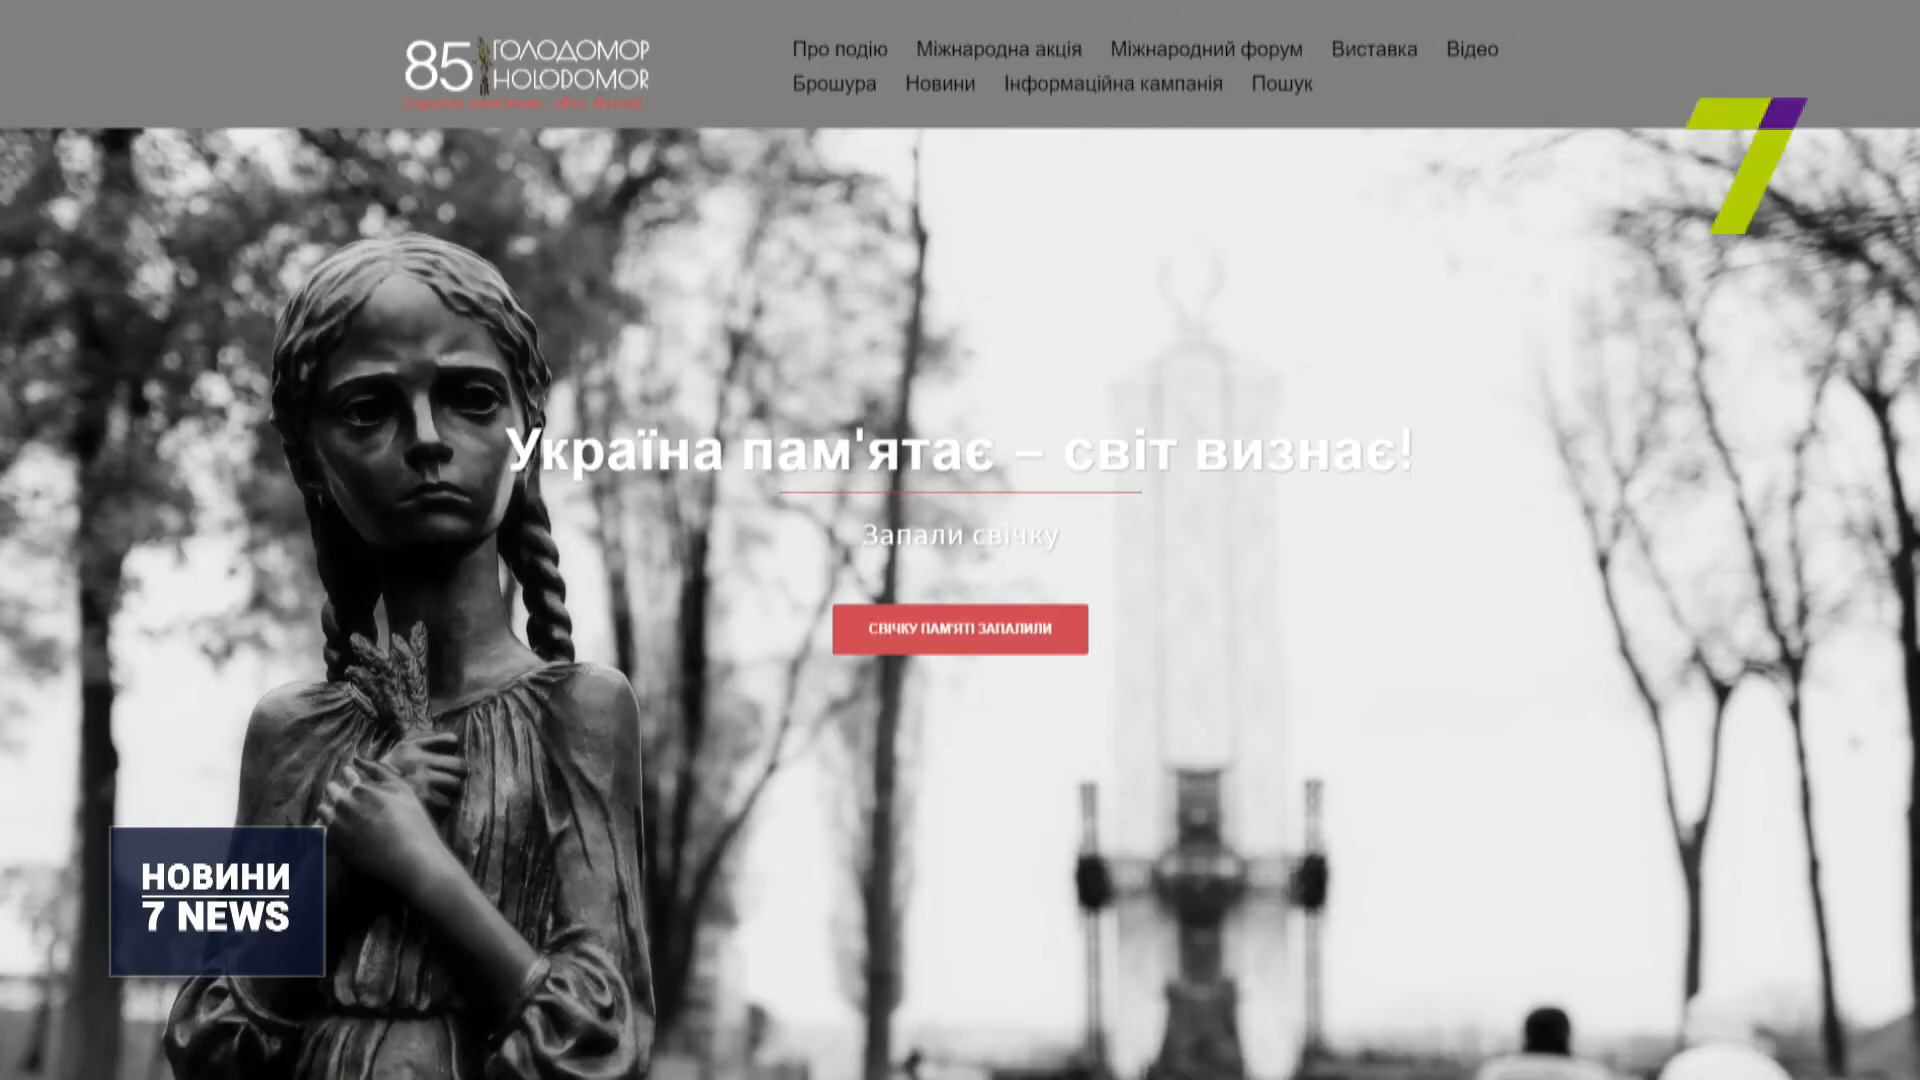 85 ГОЛОДОМОР
HOLODOMOR
Про подію Міжнародна акція Міжнародний форум Виставка Відео
Брошура Новини Інформаційна кампанія Пошук
7
Україна пам'ятає – світ визнає!
Запали свічку
СВІЧКУ ПАМ'ЯТІ ЗАПАЛИЛИ
НОВИНИ
7 NEWS